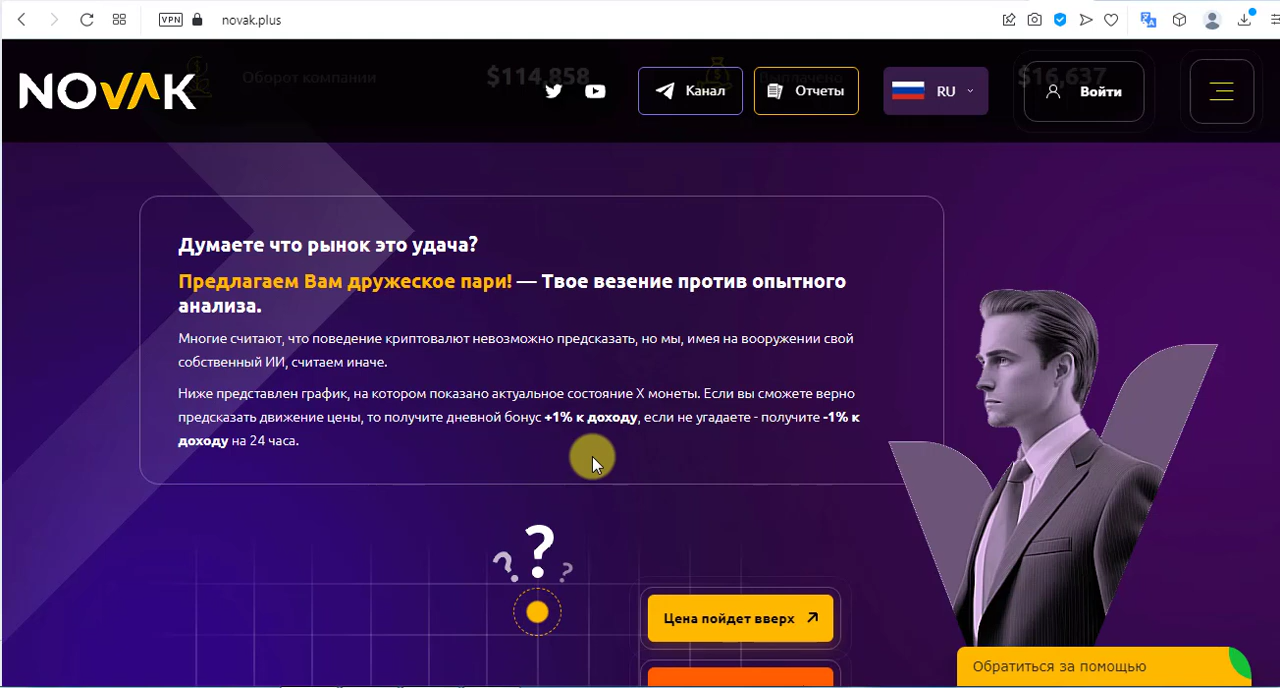 VPN novak.plus
Оборот компании $114,858 Выплачено $16,637
NOVAK Канал Отчеты RU Войти
Думаете что рынок это удача?
Предлагаем Вам дружеское пари! — Твое везение против опытного
анализа.
Многие считают, что поведение криптовалют невозможно предсказать, но мы, имея на вооружении свой
собственный ИИ, считаем иначе.
Ниже представлен график, на котором показано актуальное состояние X монеты. Если вы сможете верно
предсказать движение цены, то получите дневной бонус +1% к доходу, если не угадаете - получите -1% к
доходу на 24 часа.
? ? ?
Цена пойдет вверх
Обратиться за помощью